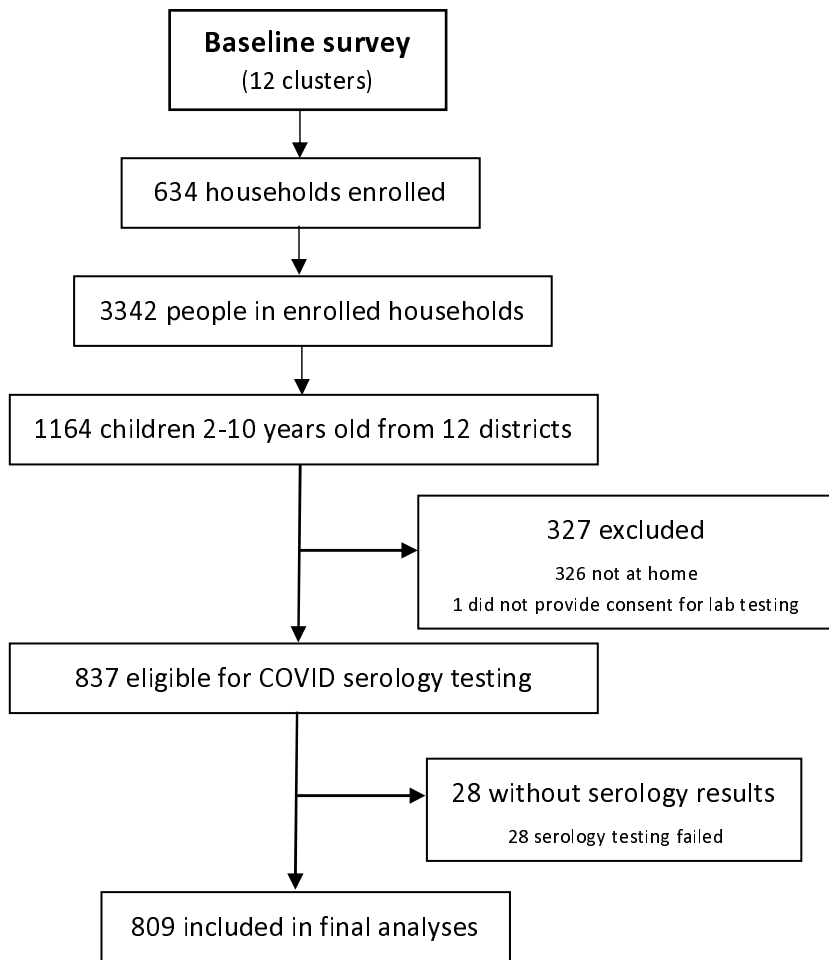 Baseline survey
(12 clusters)
634 households enrolled
3342 people in enrolled households
1164 children 2-10 years old from 12 districts
327 excluded
326 not at home
1 did not provide consent for lab testing
837 eligible for COVID serology testing
28 without serology results
28 serology testing failed
809 included in final analyses